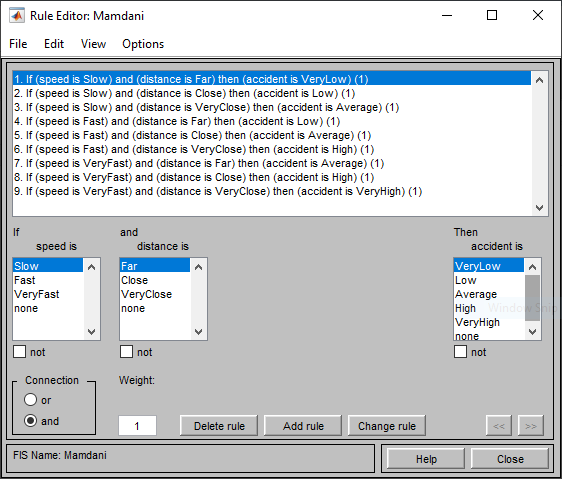 Rule Editor: Mamdani
File Edit View Options
1. If (speed is Slow) and (distance is Far) then (accident is VeryLow) (1)
2. If (speed is Slow) and (distance is Close) then (accident is Low) (1)
3. If (speed is Slow) and (distance is VeryClose) then (accident is Average) (1)
4. If (speed is Fast) and (distance is Far) then (accident is Low) (1)
5. If (speed is Fast) and (distance is Close) then (accident is Average) (1)
6. If (speed is Fast) and (distance is VeryClose) then (accident is High) (1)
7. If (speed is VeryFast) and (distance is Far) then (accident is Average) (1)
8. If (speed is VeryFast) and (distance is Close) then (accident is High) (1)
9. If (speed is VeryFast) and (distance is VeryClose) then (accident is VeryHigh) (1)
If
speed is
Slow
Fast
VeryFast
none
not
and
distance is
Far
Close
VeryClose
none
not
Then
accident is
VeryLow
Low
Average
High
VeryHigh
none
not
Window Snip
Connection
or
and
Weight:
1
Delete rule
Add rule
Change rule
<<
>>
FIS Name: Mamdani
Help
Close